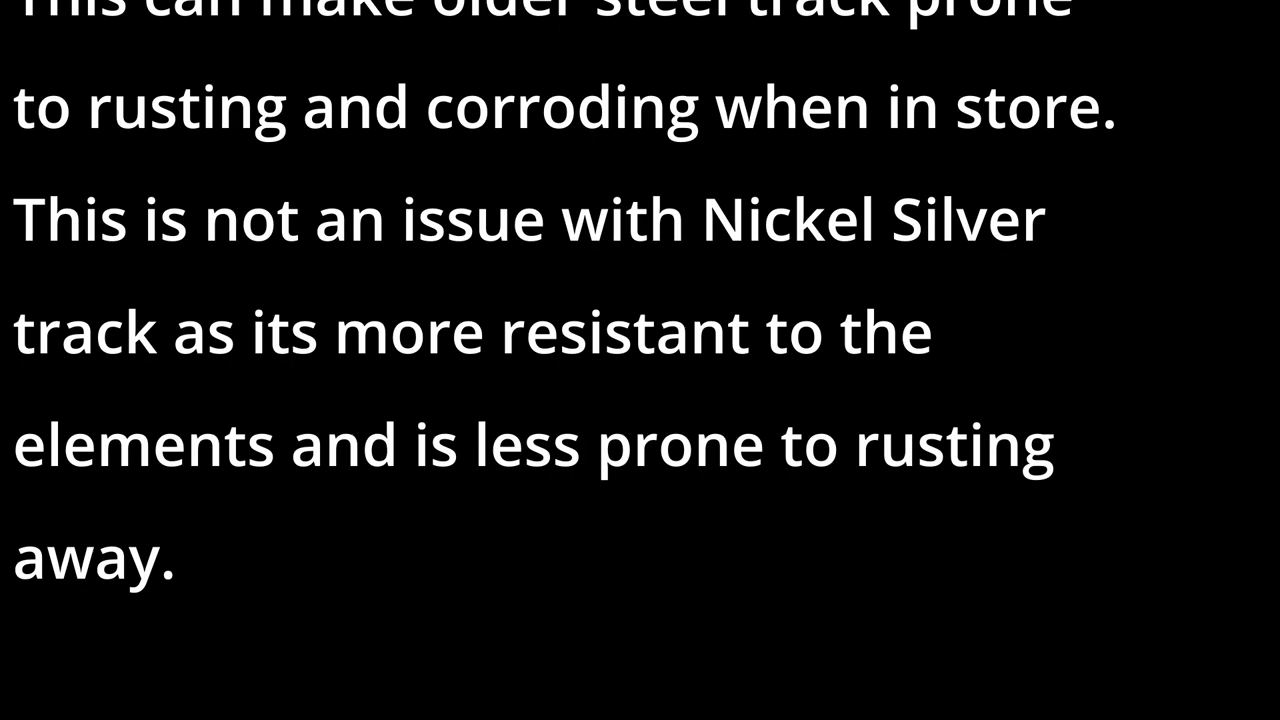 This can make older steel track prone
to rusting and corroding when in store.
This is not an issue with Nickel Silver
track as its more resistant to the
elements and is less prone to rusting
away.